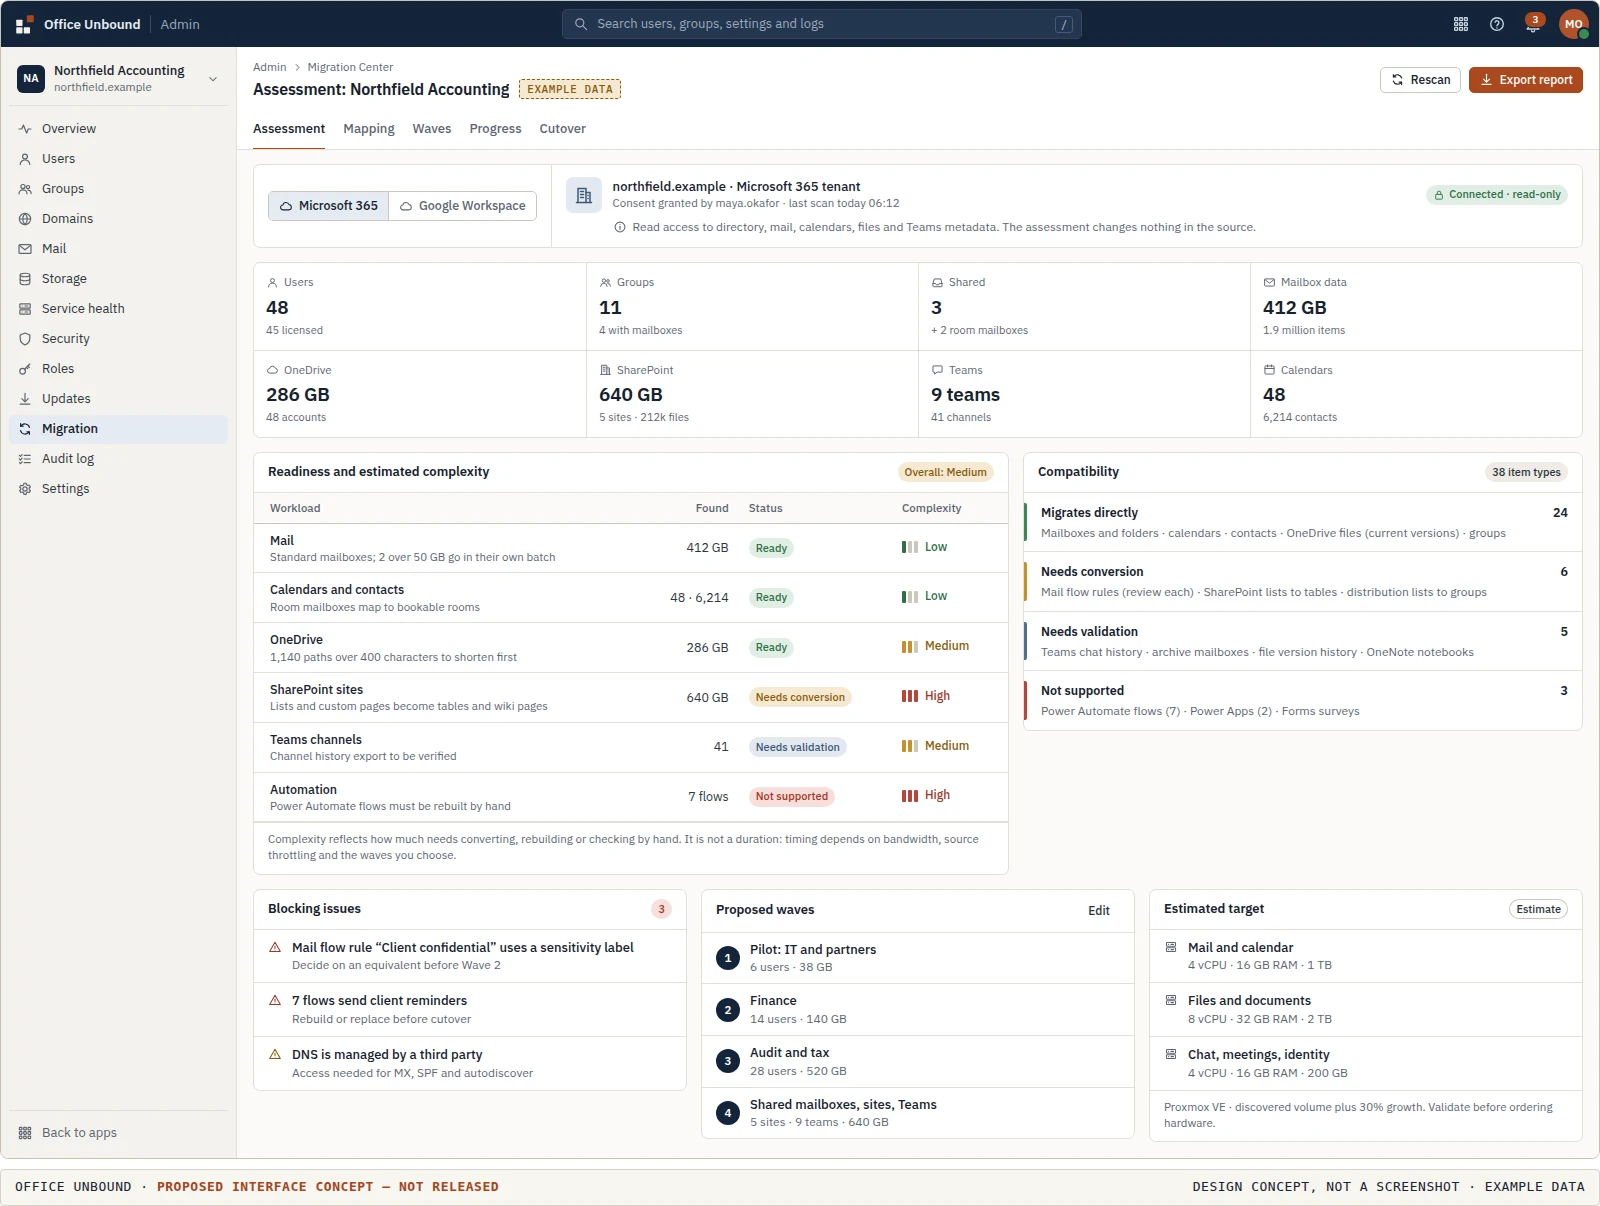 Office Unbound
Admin
Search users, groups, settings and logs
/
3
MO
NA
Northfield Accounting
northfield.example
Overview
Users
Groups
Domains
Mail
Storage
Service health
Security
Roles
Updates
Migration
Audit log
Settings
Back to apps
Admin > Migration Center
Assessment: Northfield Accounting
EXAMPLE DATA
Rescan
Export report
Assessment
Mapping
Waves
Progress
Cutover
Microsoft 365
Google Workspace
northfield.example · Microsoft 365 tenant
Consent granted by maya.okafor · last scan today 06:12
Connected · read-only
Read access to directory, mail, calendars, files and Teams metadata. The assessment changes nothing in the source.
Users
48
45 licensed
Groups
11
4 with mailboxes
Shared
3
+ 2 room mailboxes
Mailbox data
412 GB
1.9 million items
OneDrive
286 GB
48 accounts
SharePoint
640 GB
5 sites · 212k files
Teams
9 teams
41 channels
Calendars
48
6,214 contacts
Readiness and estimated complexity
Overall: Medium
Workload Found Status Complexity
Mail
Standard mailboxes; 2 over 50 GB go in their own batch
412 GB
Ready
Low
Calendars and contacts
Room mailboxes map to bookable rooms
48 · 6,214
Ready
Low
OneDrive
1,140 paths over 400 characters to shorten first
286 GB
Ready
Medium
SharePoint sites
Lists and custom pages become tables and wiki pages
640 GB
Needs conversion
High
Teams channels
Channel history export to be verified
41
Needs validation
Medium
Automation
Power Automate flows must be rebuilt by hand
7 flows
Not supported
High
Complexity reflects how much needs converting, rebuilding or checking by hand. It is not a duration: timing depends on bandwidth, source
throttling and the waves you choose.
Compatibility
38 item types
Migrates directly
24
Mailboxes and folders · calendars · contacts · OneDrive files (current versions) · groups
Needs conversion
6
Mail flow rules (review each) · SharePoint lists to tables · distribution lists to groups
Needs validation
5
Teams chat history · archive mailboxes · file version history · OneNote notebooks
Not supported
3
Power Automate flows (7) · Power Apps (2) · Forms surveys
Blocking issues
3
Mail flow rule “Client confidential” uses a sensitivity label
Decide on an equivalent before Wave 2
7 flows send client reminders
Rebuild or replace before cutover
DNS is managed by a third party
Access needed for MX, SPF and autodiscover
Proposed waves
Edit
1
Pilot: IT and partners
6 users · 38 GB
2
Finance
14 users · 140 GB
3
Audit and tax
28 users · 520 GB
4
Shared mailboxes, sites, Teams
5 sites · 9 teams · 640 GB
Estimated target
Estimate
Mail and calendar
4 vCPU · 16 GB RAM · 1 TB
Files and documents
8 vCPU · 32 GB RAM · 2 TB
Chat, meetings, identity
4 vCPU · 16 GB RAM · 200 GB
Proxmox VE · discovered volume plus 30% growth. Validate before ordering
hardware.
OFFICE UNBOUND · PROPOSED INTERFACE CONCEPT — NOT RELEASED
DESIGN CONCEPT, NOT A SCREENSHOT · EXAMPLE DATA